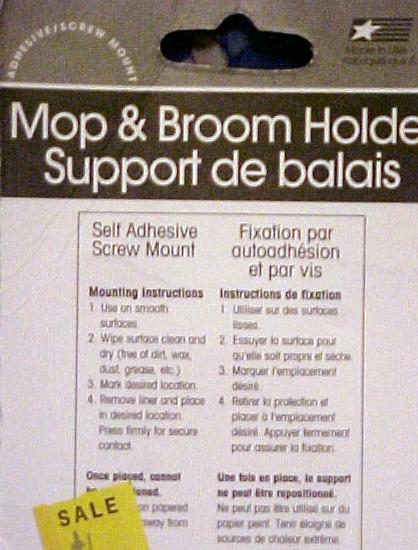 ADHESIVE/SCREW MOUNT
Made in USA
Mop & Broom Holde
Support de balais
Self Adhesive
Screw Mount
Mounting Instructions
1. Use on smooth
surfaces.
2. Wipe surface clean and
dry (free of dirt, wax,
dust, grease, etc.)
3. Mark desired location.
4. Remove liner and place
in desired location.
Press firmly for secure
contact.
Once placed, cannot
on papered
away from
Fixation par
autoadhésion
et par vis
Instructions de fixation
1. Utiliser sur des surfaces
lisses.
2. Essuyer la surface pour
qu'elle soit propre et sèche.
3. Marquer l'emplacement
désiré.
4. Retirer la protection et
placer à l'emplacement
désiré. Appuyer fermement
pour assurer la fixation.
Une fois en place, le support
ne peut être repositionné.
Ne peut pas être utilisé sur du
papier peint. Tenir éloigné de
sources de chaleur extrême.
SALE